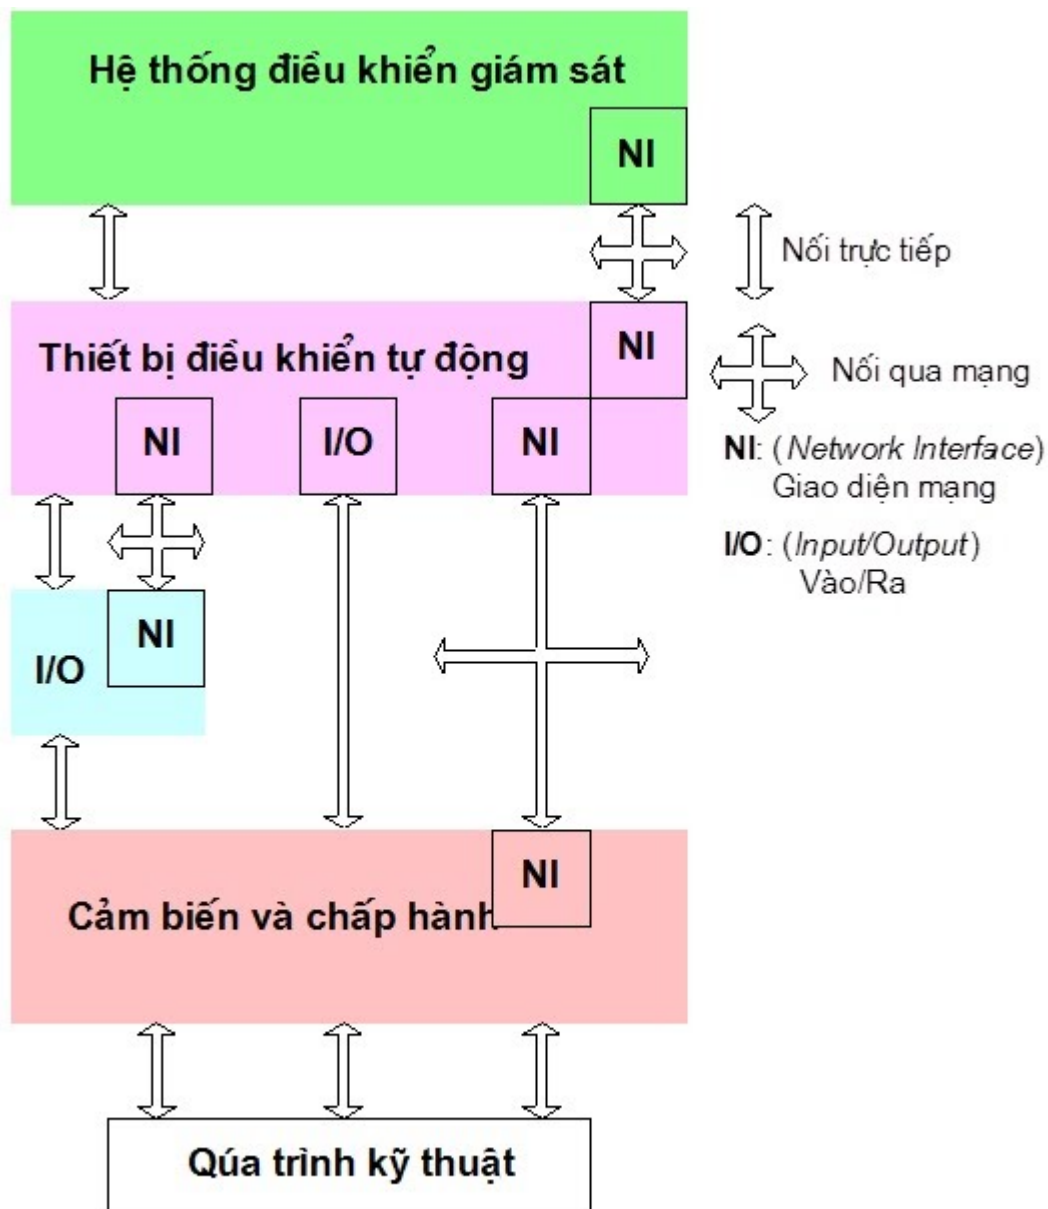 Hệ thống điều khiển giám sát
NI
Nối trực tiếp
Thiết bị điều khiển tự động
NI
Nối qua mạng
NI
I/O
NI
NI: (Network Interface)
Giao diện mạng
I/O: (Input/Output)
Vào/Ra
I/O
NI
NI
Cảm biến và chấp hành
Qúa trình kỹ thuật